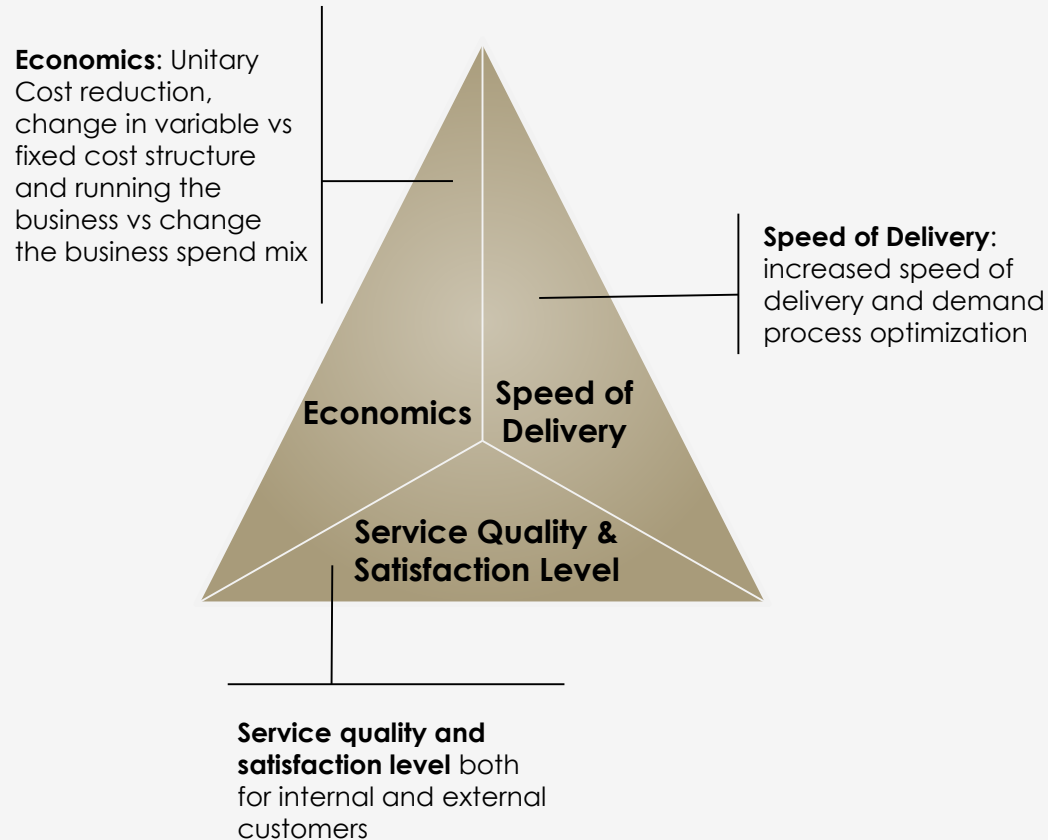 Economics: Unitary
Cost reduction,
change in variable vs
fixed cost structure
and running the
business vs change
the business spend mix
Speed of Delivery:
increased speed of
delivery and demand
process optimization
Economics
Speed of
Delivery
Service Quality &
Satisfaction Level
Service quality and
satisfaction level both
for internal and external
customers